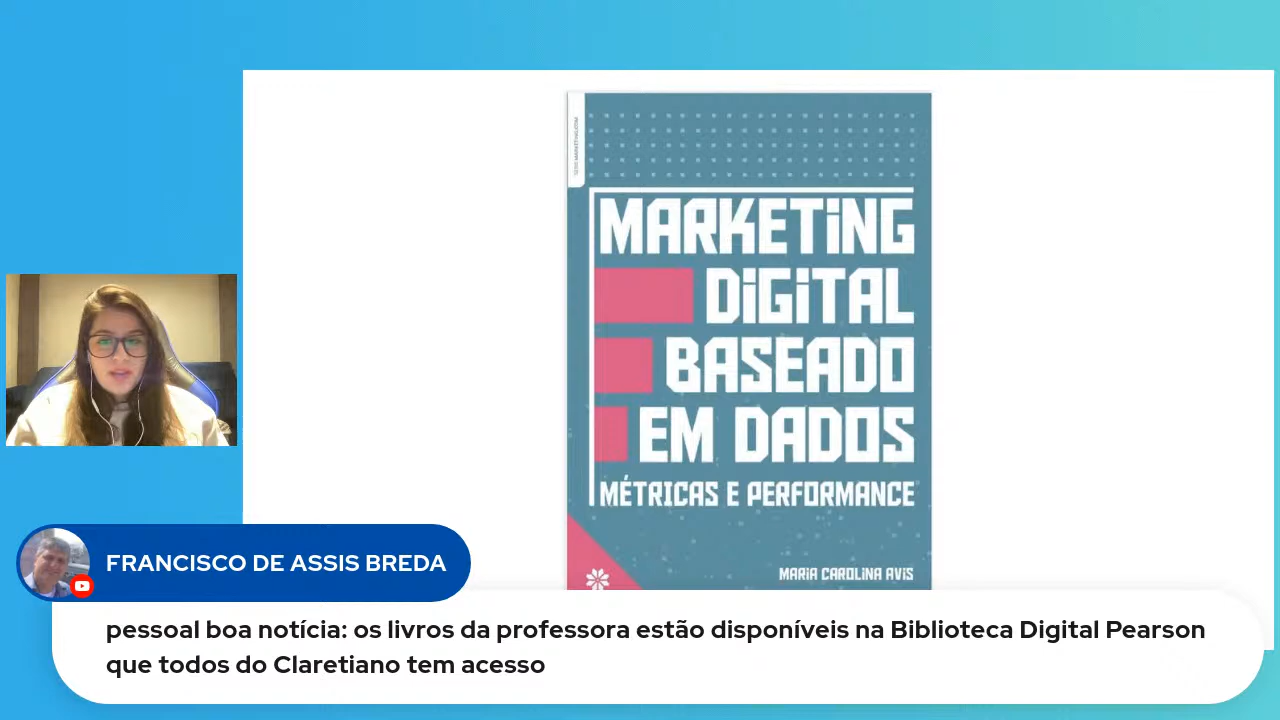 MARKETING
DIGITAL
BASEADO
EM DADOS
MÉTRICAS E PERFORMANCE
MARIA CAROLINA AVIS
FRANCISCO DE ASSIS BREDA
pessoal boa notícia: os livros da professora estão disponíveis na Biblioteca Digital Pearson
que todos do Claretiano tem acesso